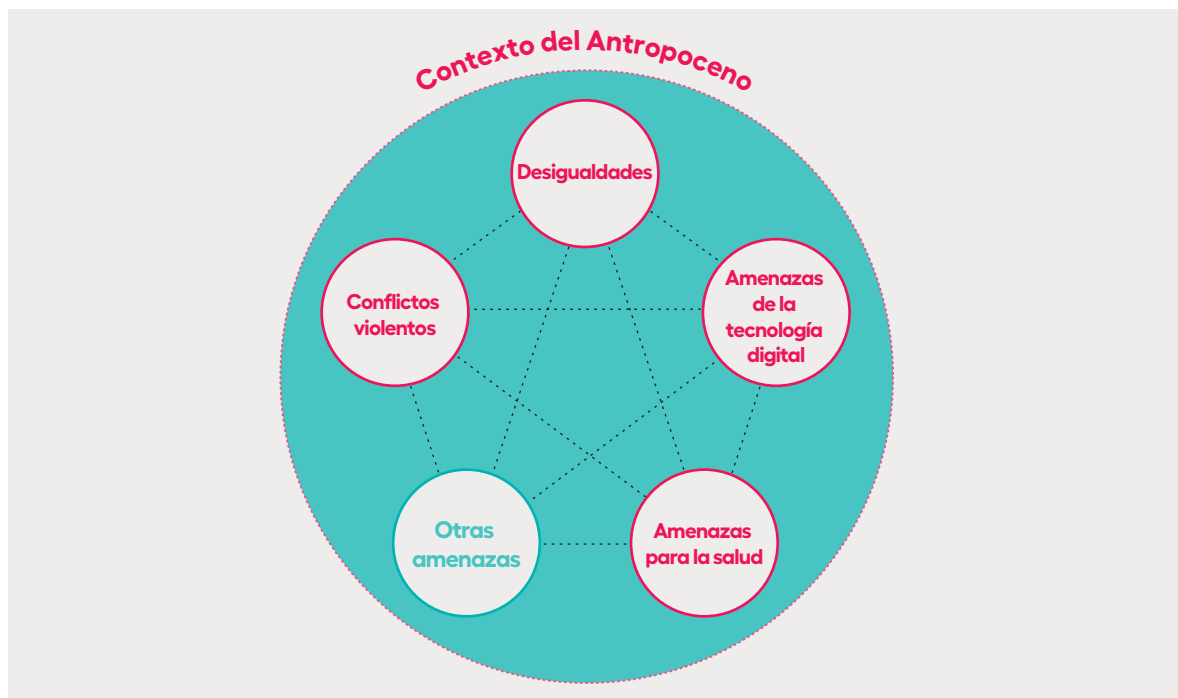 Contexto del Antropoceno
Desigualdades
Conflictos
violentos
Amenazas
de la
tecnología
digital
Otras
amenazas
Amenazas
para la salud